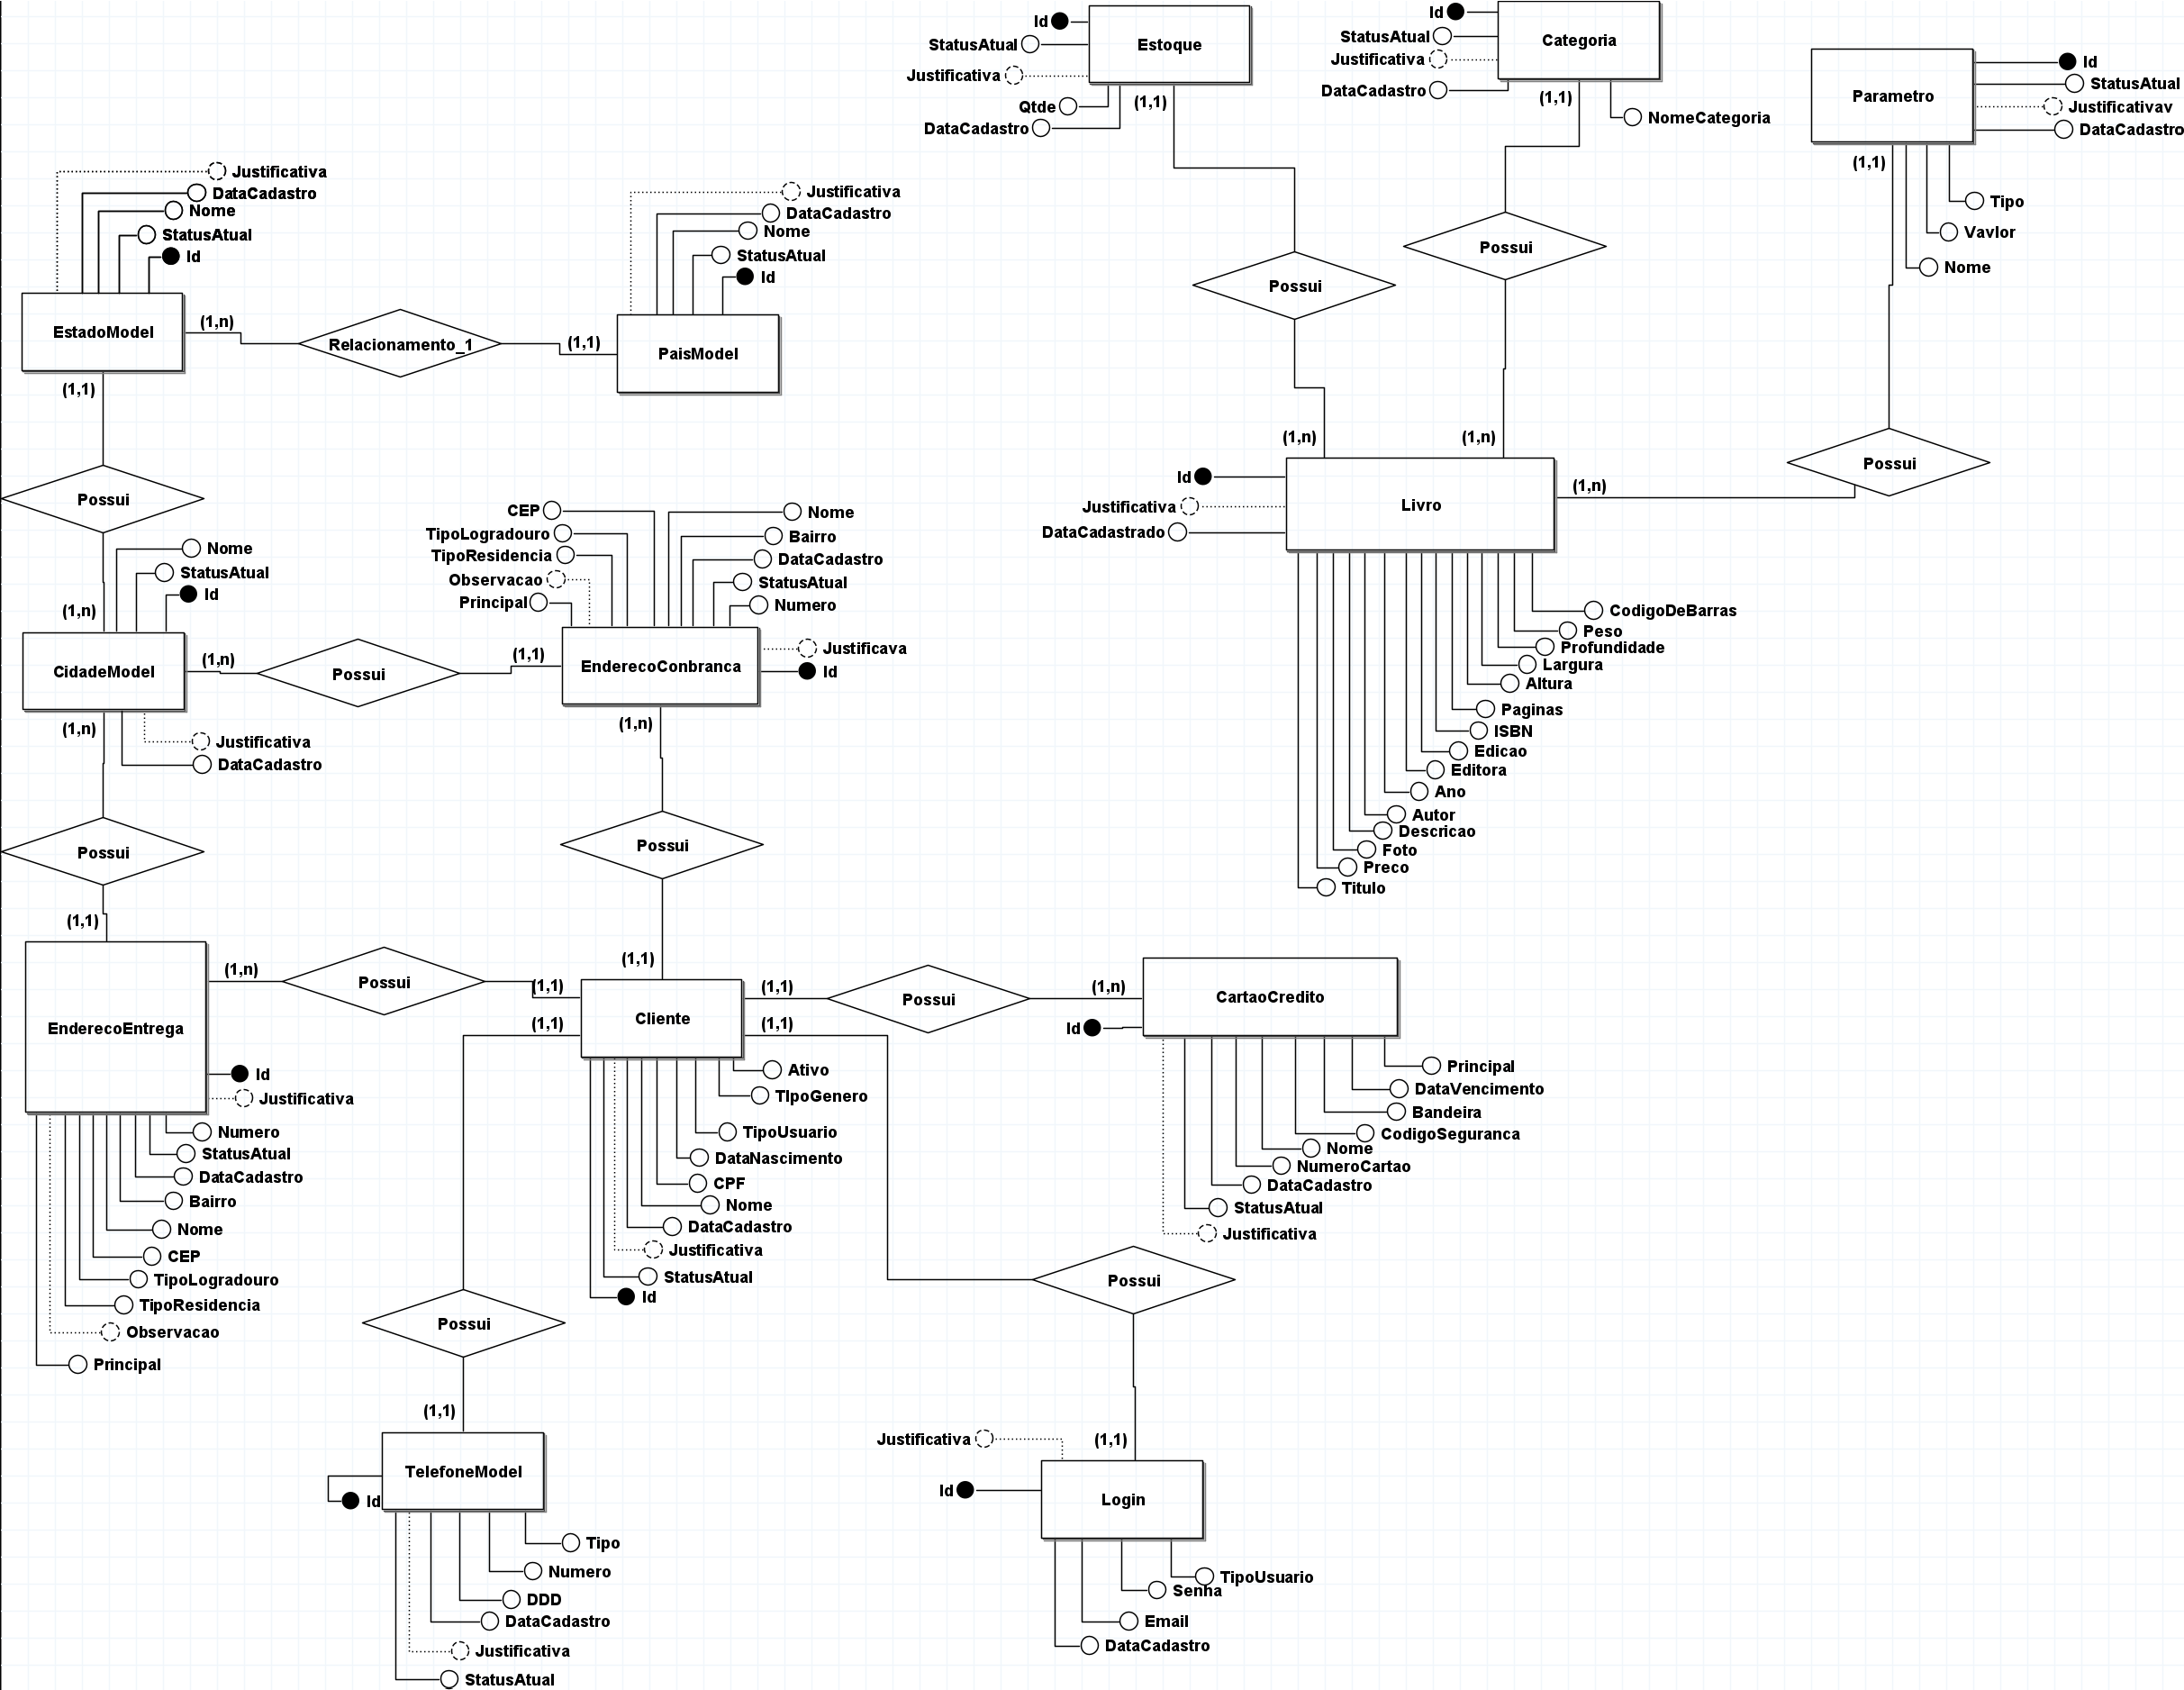 Id
StatusAtual
Justificativa
Qtde
DataCadastro
Estoque
(1,1)
Id
StatusAtual
Justificativa
DataCadastro
Categoria
(1,1)
NomeCategoria
Parametro
Id
StatusAtual
Justificativav
DataCadastro
(1,1)
Tipo
Vavlor
Nome
Justificativa
DataCadastro
Nome
StatusAtual
Id
EstadoModel
(1,n)
Relacionamento_1
(1,1)
Justificativa
DataCadastro
Nome
StatusAtual
Id
PaisModel
(1,1)
Possui
Possui
Possui
Possui
(1,n)
(1,n)
(1,n)
Id
Justificativa
DataCadastrado
Livro
CodigoDeBarras
Peso
Profundidade
Largura
Altura
Paginas
ISBN
Edicao
Editora
Ano
Autor
Descricao
Foto
Preco
Titulo
Possui
Nome
StatusAtual
Id
(1,n)
CidadeModel
(1,n)
Possui
(1,1)
(1,n)
Justificativa
DataCadastro
CEP
TipoLogradouro
TipoResidencia
Observacao
Principal
Nome
Bairro
DataCadastro
StatusAtual
Numero
EnderecoConbranca
Justificava
Id
(1,n)
Possui
Possui
(1,1)
(1,1)
EnderecoEntrega
(1,n)
Possui
(1,1)
Id
Justificativa
Numero
StatusAtual
DataCadastro
Bairro
Nome
CEP
TipoLogradouro
TipoResidencia
Observacao
Principal
Cliente
(1,1)
(1,1)
(1,1)
Possui
(1,n)
Ativo
TIpoGenero
TipoUsuario
DataNascimento
CPF
Nome
DataCadastro
Justificativa
StatusAtual
Id
CartaoCredito
Id
Principal
DataVencimento
Bandeira
CodigoSeguranca
Nome
NumeroCartao
DataCadastro
StatusAtual
Justificativa
Possui
Possui
(1,1)
TelefoneModel
Id
Tipo
Numero
DDD
DataCadastro
Justificativa
StatusAtual
Justificativa
(1,1)
Id
Login
TipoUsuario
Senha
Email
DataCadastro